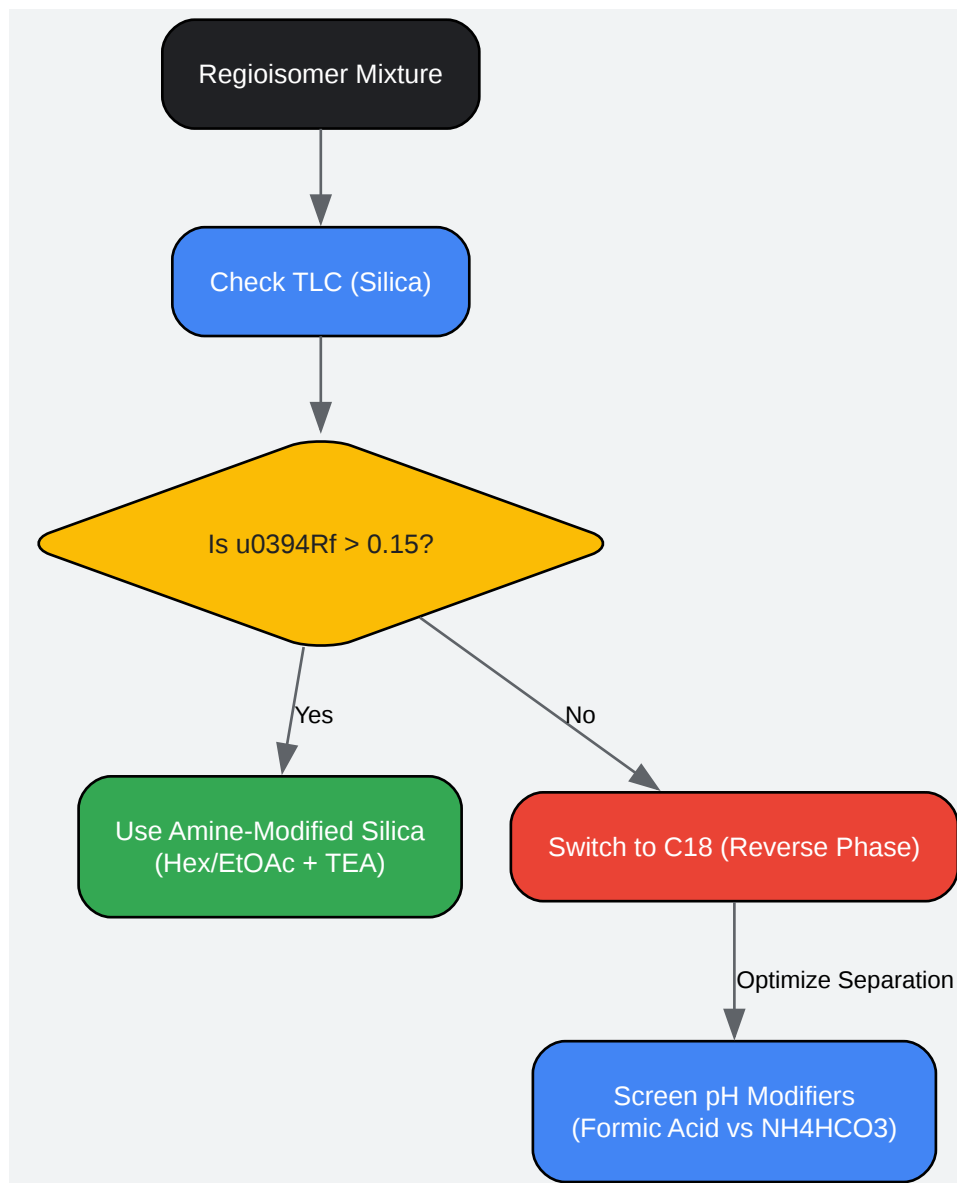 Regioisomer Mixture
Check TLC (Silica)
Is u0394Rf > 0.15?
Yes
No
Use Amine-Modified Silica
(Hex/EtOAc + TEA)
Switch to C18 (Reverse Phase)
Optimize Separation
Screen pH Modifiers
(Formic Acid vs NH4HCO3)